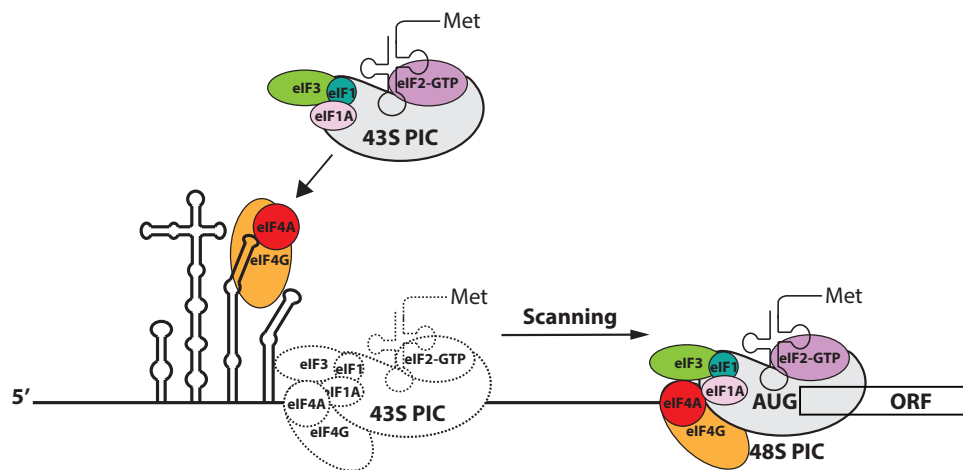 Met
eIF3
eIF1
eIF2-GTP
eIF1A
43S PIC
eIF4A
eIF4G
Met
Scanning
Met
eIF3
eIF1
eIF2-GTP
eIF1A
eIF4A
43S PIC
eIF4G
eIF3
eIF1
eIF2-GTP
eIF1A
eIF4A
AUG
ORF
eIF4G
48S PIC
5′